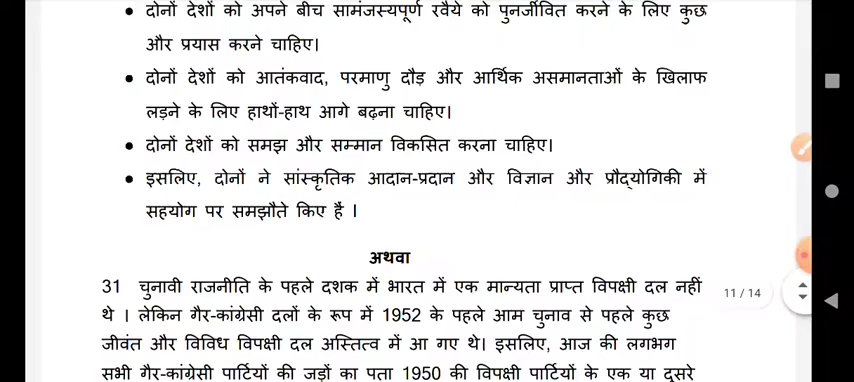 • दोनों देशों को अपने बीच सामंजस्यपूर्ण रवैये को पुनर्जीवित करने के लिए कुछ
और प्रयास करने चाहिए।
• दोनों देशों को आतंकवाद, परमाणु दौड़ और आर्थिक असमानताओं के खिलाफ
लड़ने के लिए हाथों-हाथ आगे बढ़ना चाहिए।
• दोनों देशों को समझ और सम्मान विकसित करना चाहिए।
• इसलिए, दोनों ने सांस्कृतिक आदान-प्रदान और विज्ञान और प्रौद्योगिकी में
सहयोग पर समझौते किए हैं ।
अथवा
31 चुनावी राजनीति के पहले दशक में भारत में एक मान्यता प्राप्त विपक्षी दल नहीं
थे । लेकिन गैर-कांग्रेसी दलों के रूप में 1952 के पहले आम चुनाव से पहले कुछ
जीवंत और विविध विपक्षी दल अस्तित्व में आ गए थे। इसलिए, आज की लगभग
सभी गैर-कांग्रेसी पार्टियों की जड़ों का पता 1950 की विपक्षी पार्टियों के एक या दूसरे
11 / 14